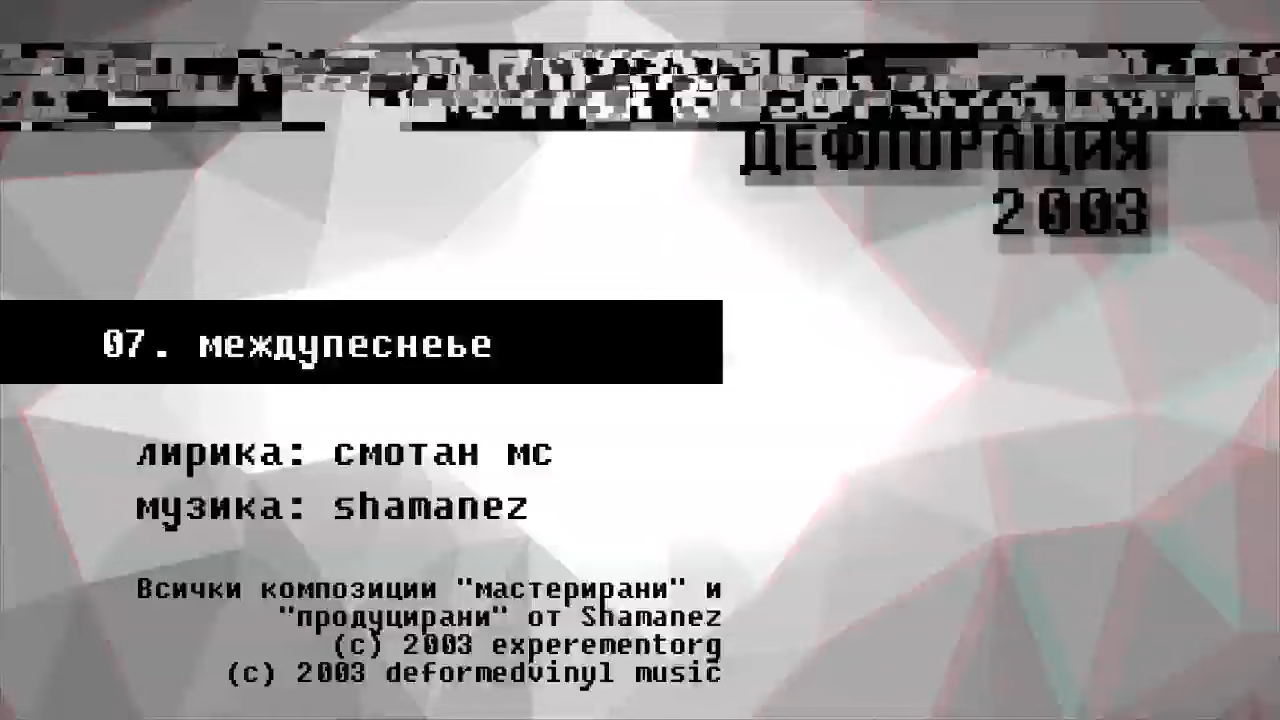 ДЕФЛОРАЦИЯ
2003
07. междупеснеье
лирика: смотан мс
музика: shamanez
Всички композиции "мастерирани" и
"продуцирани" от Shamanez
(c) 2003 experementorg
(c) 2003 deformedvinyl music